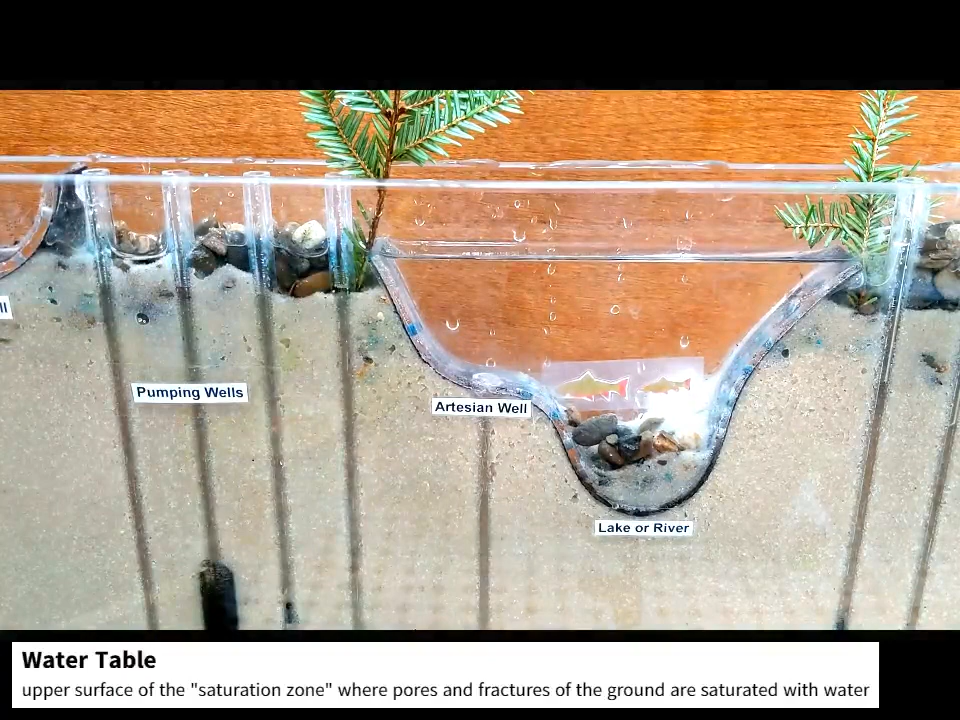 ll
Pumping Wells
Artesian Well
Lake or River
Water Table
upper surface of the "saturation zone" where pores and fractures of the ground are saturated with water